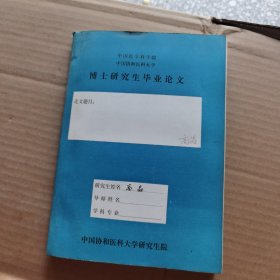 中国医学科学院
中国协和医科大学
博士研究生毕业论文
论文题目:
研究生姓名
导师姓名
学科专业
中国协和医科大学研究生院